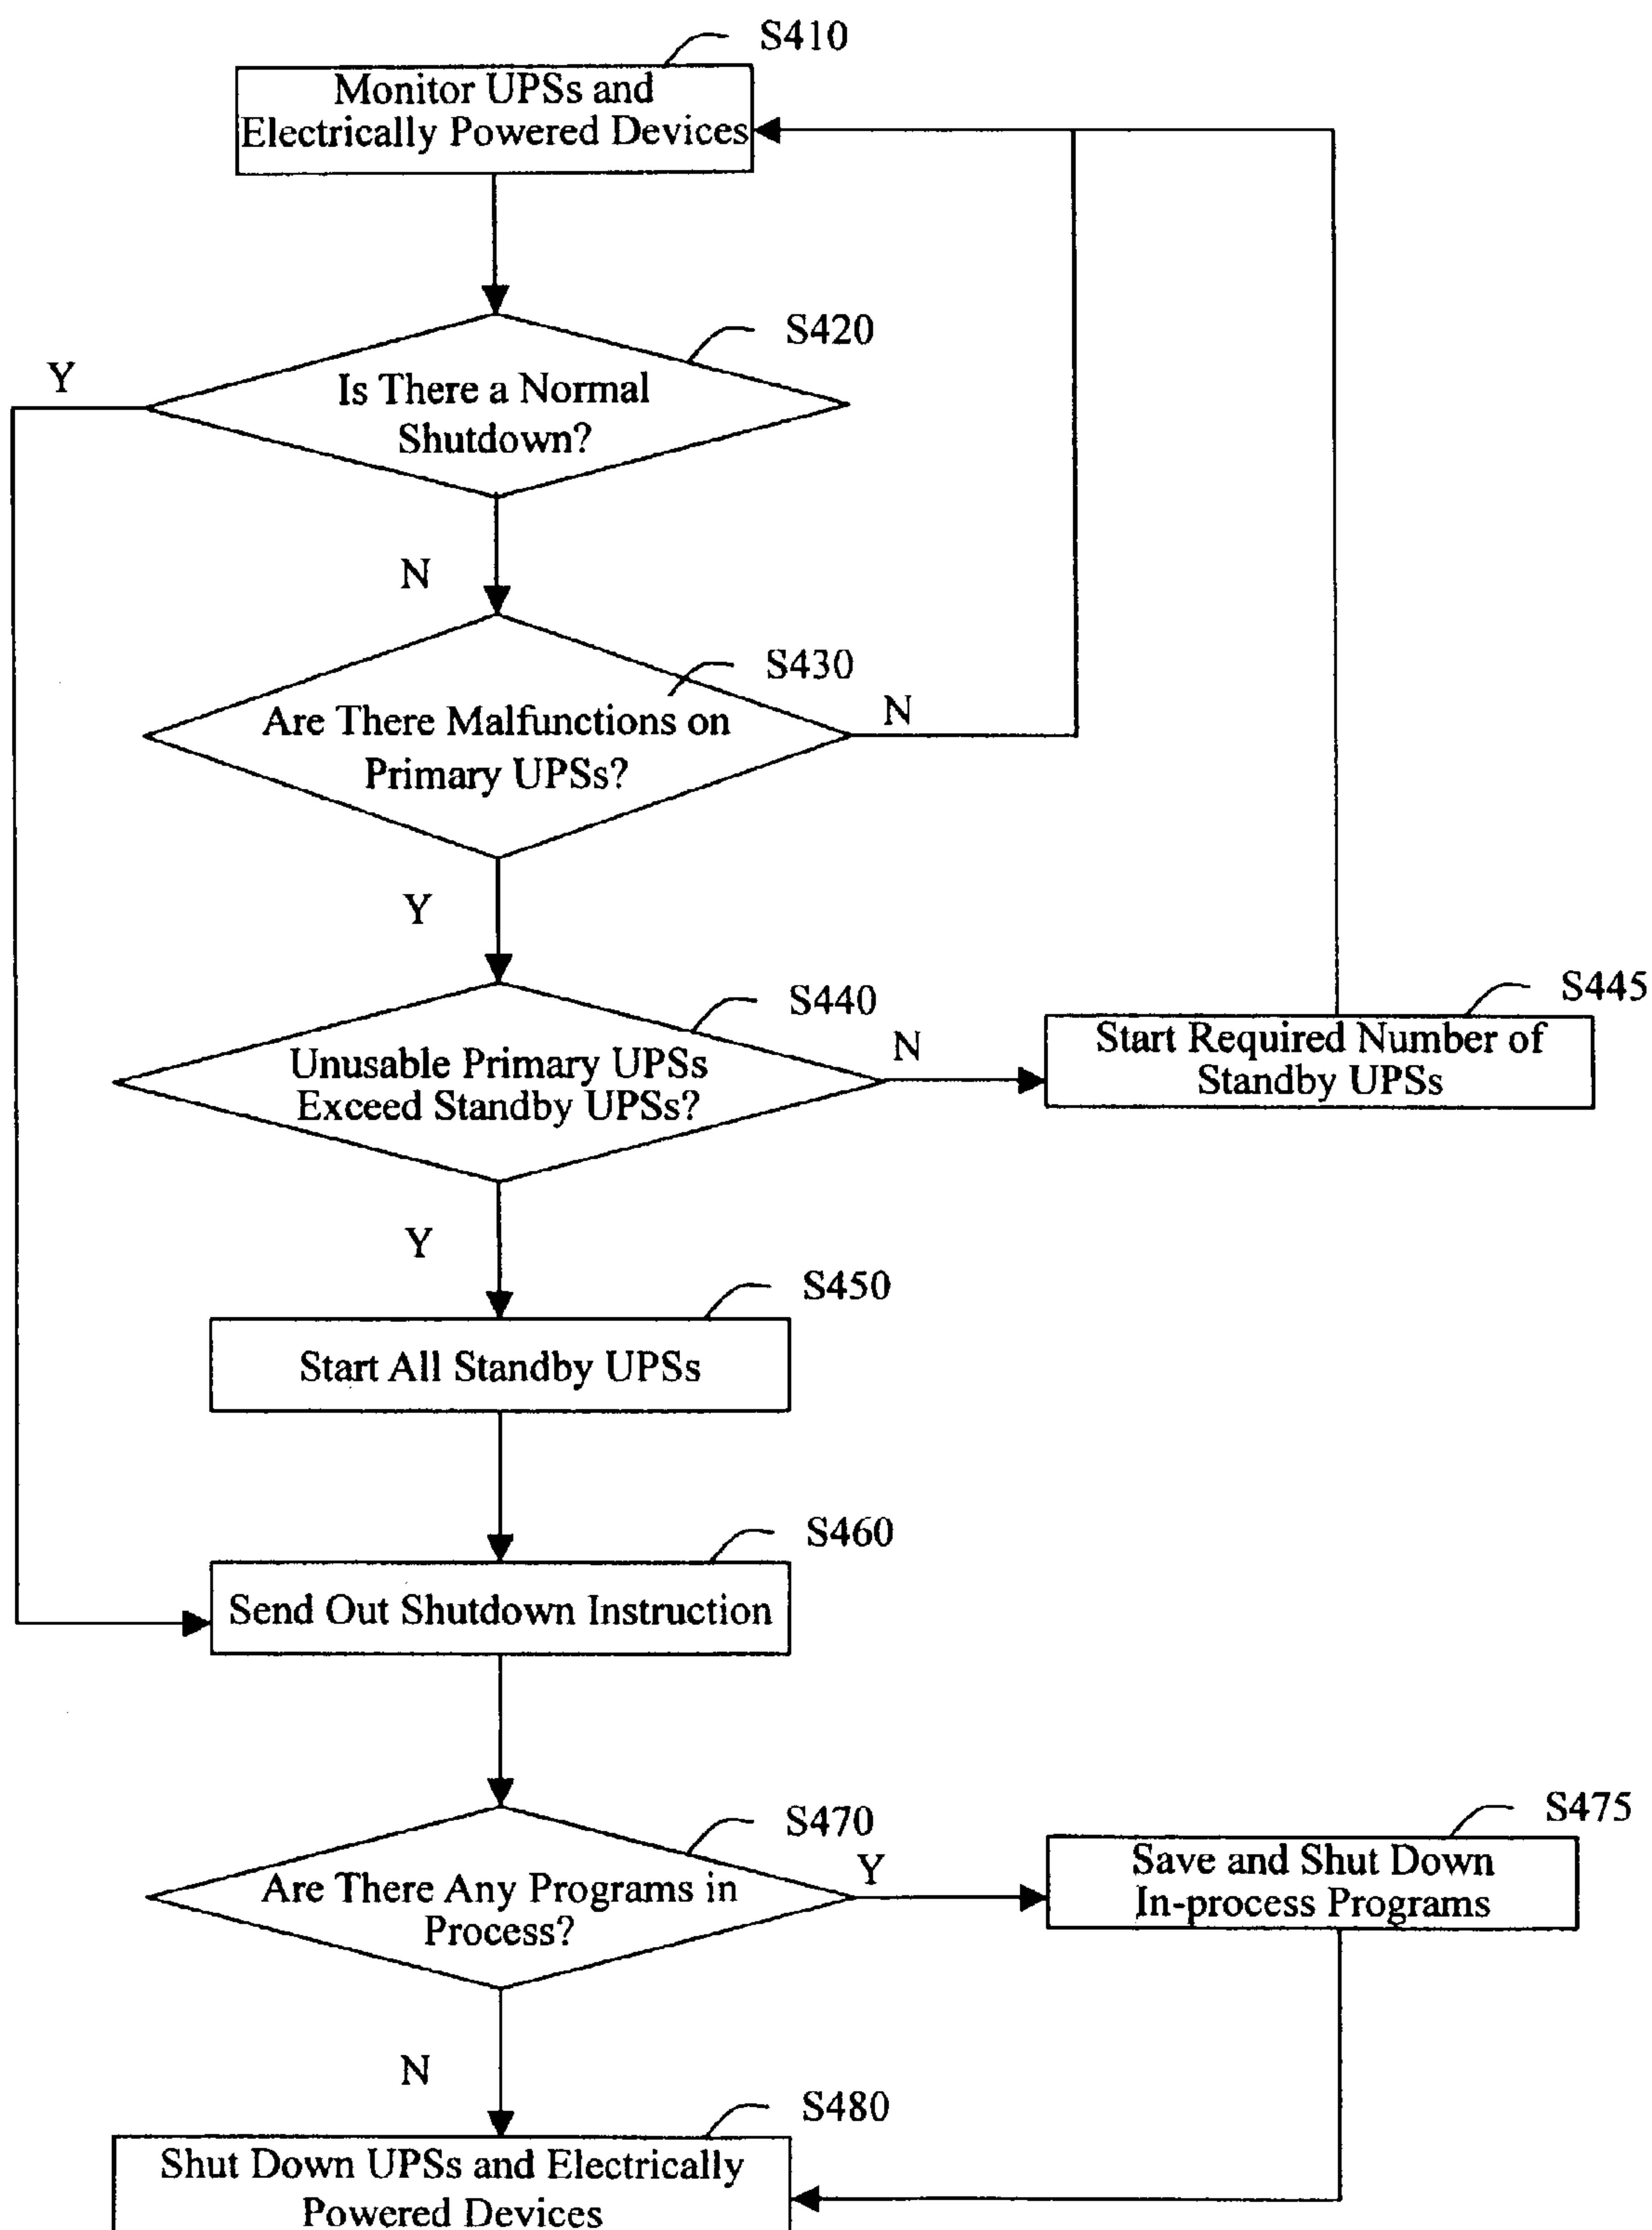 S410
Monitor UPSs and
Electrically Powered Devices
S420
Y
Is There a Normal
Shutdown?
N
S430
Are There Malfunctions on
Primary UPSs?
N
Y
S440
Unusable Primary UPSs
Exceed Standby UPSs?
N
S445
Start Required Number of
Standby UPSs
Y
S450
Start All Standby UPSs
S460
Send Out Shutdown Instruction
S470
Are There Any Programs in
Process?
Y
S475
Save and Shut Down
In-process Programs
N
S480
Shut Down UPSs and Electrically
Powered Devices